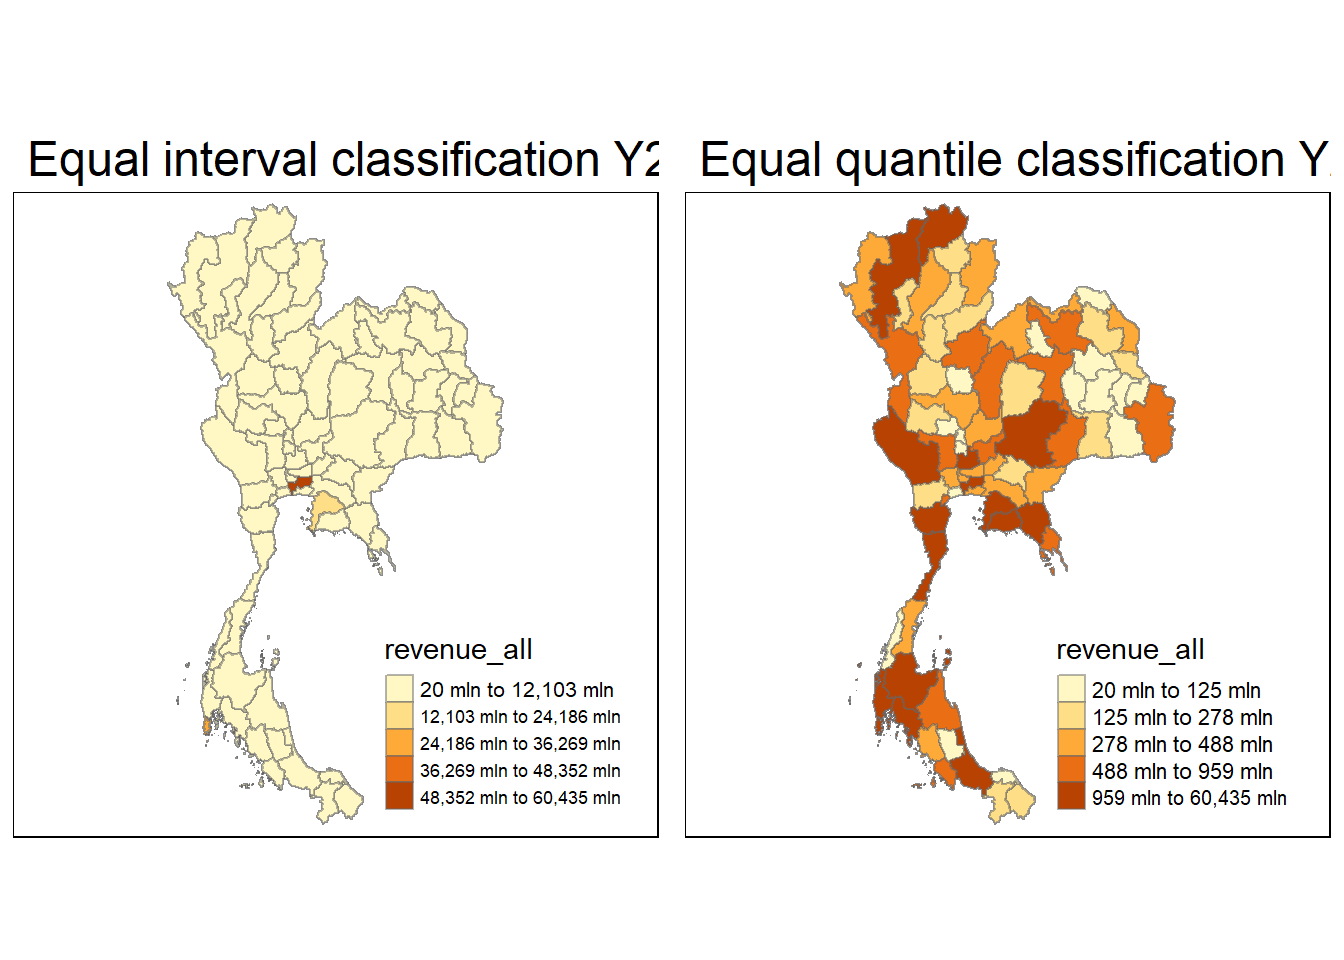 Equal interval classification Y2
Equal quantile classification Y
revenue_all
20 mln to 12,103 mln
12,103 mln to 24,186 mln
24,186 mln to 36,269 mln
36,269 mln to 48,352 mln
48,352 mln to 60,435 mln
revenue_all
20 mln to 125 mln
125 mln to 278 mln
278 mln to 488 mln
488 mln to 959 mln
959 mln to 60,435 mln